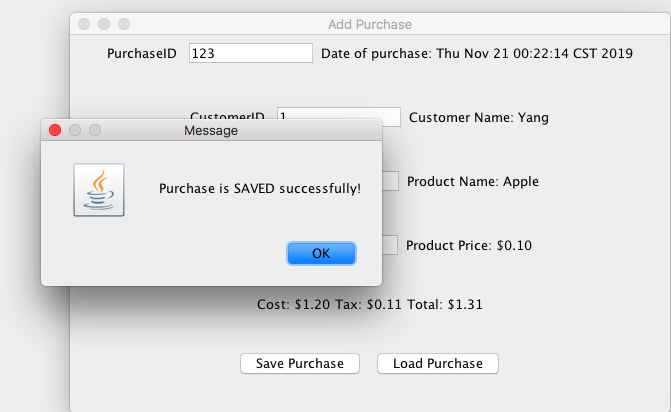 Add Purchase
PurchaseID 123 Date of purchase: Thu Nov 21 00:22:14 CST 2019
CustomerID 1 Customer Name: Yang
Message
Purchase is SAVED successfully!
Product Name: Apple
OK
Product Price: $0.10
Cost: $1.20 Tax: $0.11 Total: $1.31
Save Purchase Load Purchase